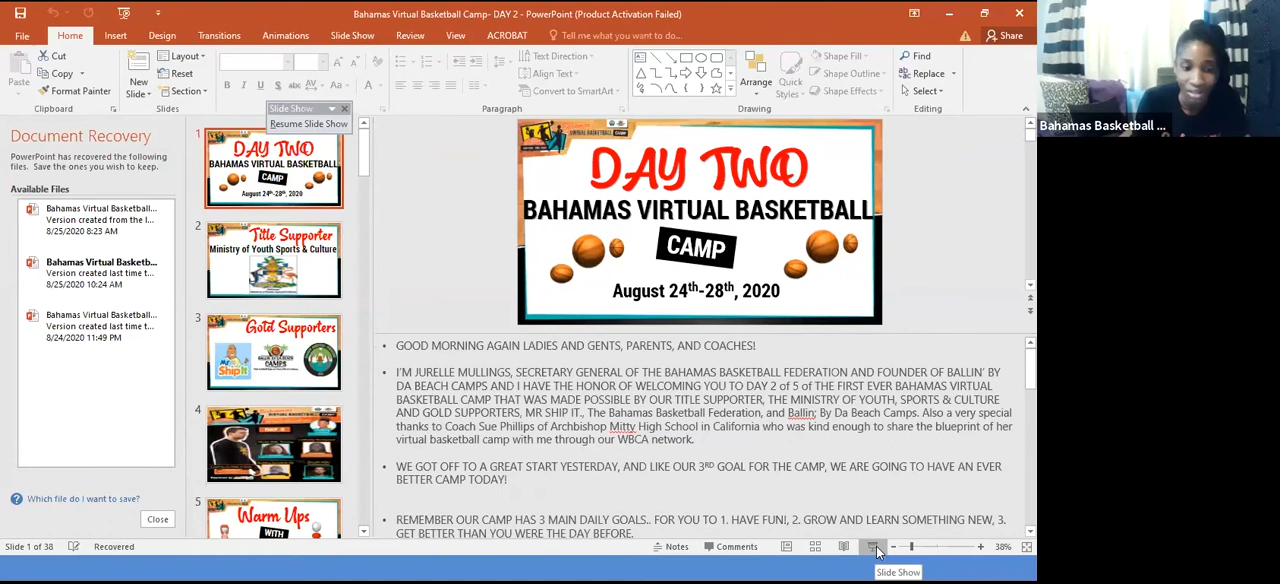 Bahamas Virtual Basketball Camp- DAY 2 - PowerPoint (Product Activation Failed)
File Home Insert Design Transitions Animations Slide Show Review View ACROBAT Tell me what you want to do... Share
Paste
Cut
Copy
Format Painter
Clipboard
New Slide
Layout
Reset
Section
Slides
B I U S abc AV Aa A
Text Direction
Align Text
Convert to SmartArt
Paragraph
Arrange
Quick Styles
Shape Fill
Shape Outline
Shape Effects
Drawing
Find
Replace
Select
Editing
Slide Show
Resume Slide Show
Document Recovery
PowerPoint has recovered the following
files. Save the ones you wish to keep.
Available Files
Bahamas Virtual Basketball...
Version created from the l...
8/25/2020 8:23 AM
Bahamas Virtual Basketb...
Version created last time t...
8/25/2020 10:24 AM
Bahamas Virtual Basketball...
Version created last time t...
8/24/2020 11:49 PM
Which file do I want to save?
Close
1
DAY TWO
BAHAMAS VIRTUAL BASKETBALL
CAMP
August 24th-28th, 2020
2
Title Supporter
Ministry of Youth Sports & Culture
3
Gold Supporters
Mr Ship It
4
5
Warm Ups
WITH
VIRTUAL BASKETBALL CAMP
DAY TWO
BAHAMAS VIRTUAL BASKETBALL
CAMP
August 24th-28th, 2020
• GOOD MORNING AGAIN LADIES AND GENTS, PARENTS, AND COACHES!
• I'M JURELLE MULLINGS, SECRETARY GENERAL OF THE BAHAMAS BASKETBALL FEDERATION AND FOUNDER OF BALLIN' BY
DA BEACH CAMPS AND I HAVE THE HONOR OF WELCOMING YOU TO DAY 2 of 5 OF THE FIRST EVER BAHAMAS VIRTUAL
BASKETBALL CAMP THAT WAS MADE POSSIBLE BY OUR TITLE SUPPORTER, THE MINISTRY OF YOUTH, SPORTS & CULTURE
AND GOLD SUPPORTERS, MR SHIP IT., The Bahamas Basketball Federation, and Ballin; By Da Beach Camps. Also a very special
thanks to Coach Sue Phillips of Archbishop Mitty High School in California who was kind enough to share the blueprint of her
virtual basketball camp with me through our WBCA network.
• WE GOT OFF TO A GREAT START YESTERDAY, AND LIKE OUR 3RD GOAL FOR THE CAMP, WE ARE GOING TO HAVE AN EVER
BETTER CAMP TODAY!
• REMEMBER OUR CAMP HAS 3 MAIN DAILY GOALS.. FOR YOU TO 1. HAVE FUN!, 2. GROW AND LEARN SOMETHING NEW, 3.
GET BETTER THAN YOU WERE THE DAY BEFORE.
Slide 1 of 38 Recovered Notes Comments 38%
Slide Show
Bahamas Basketball ...